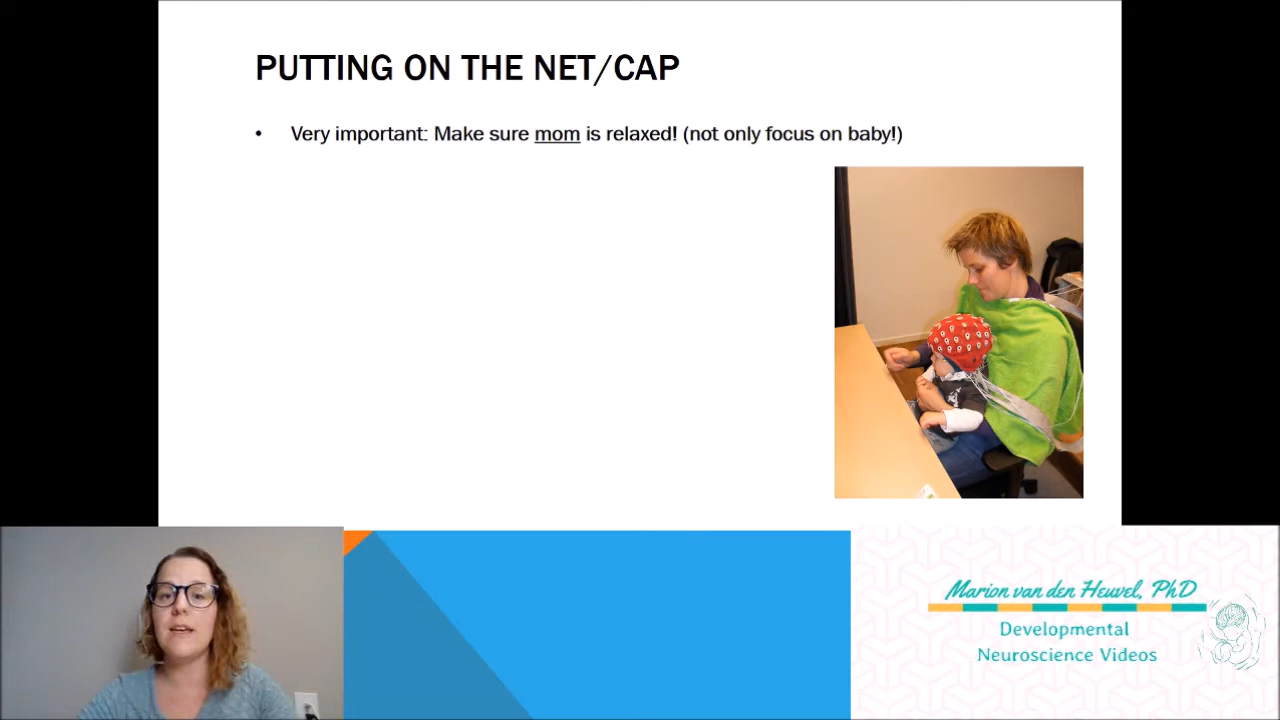 PUTTING ON THE NET/CAP
• Very important: Make sure mom is relaxed! (not only focus on baby!)
Marion van den Heuvel, PhD
Developmental
Neuroscience Videos